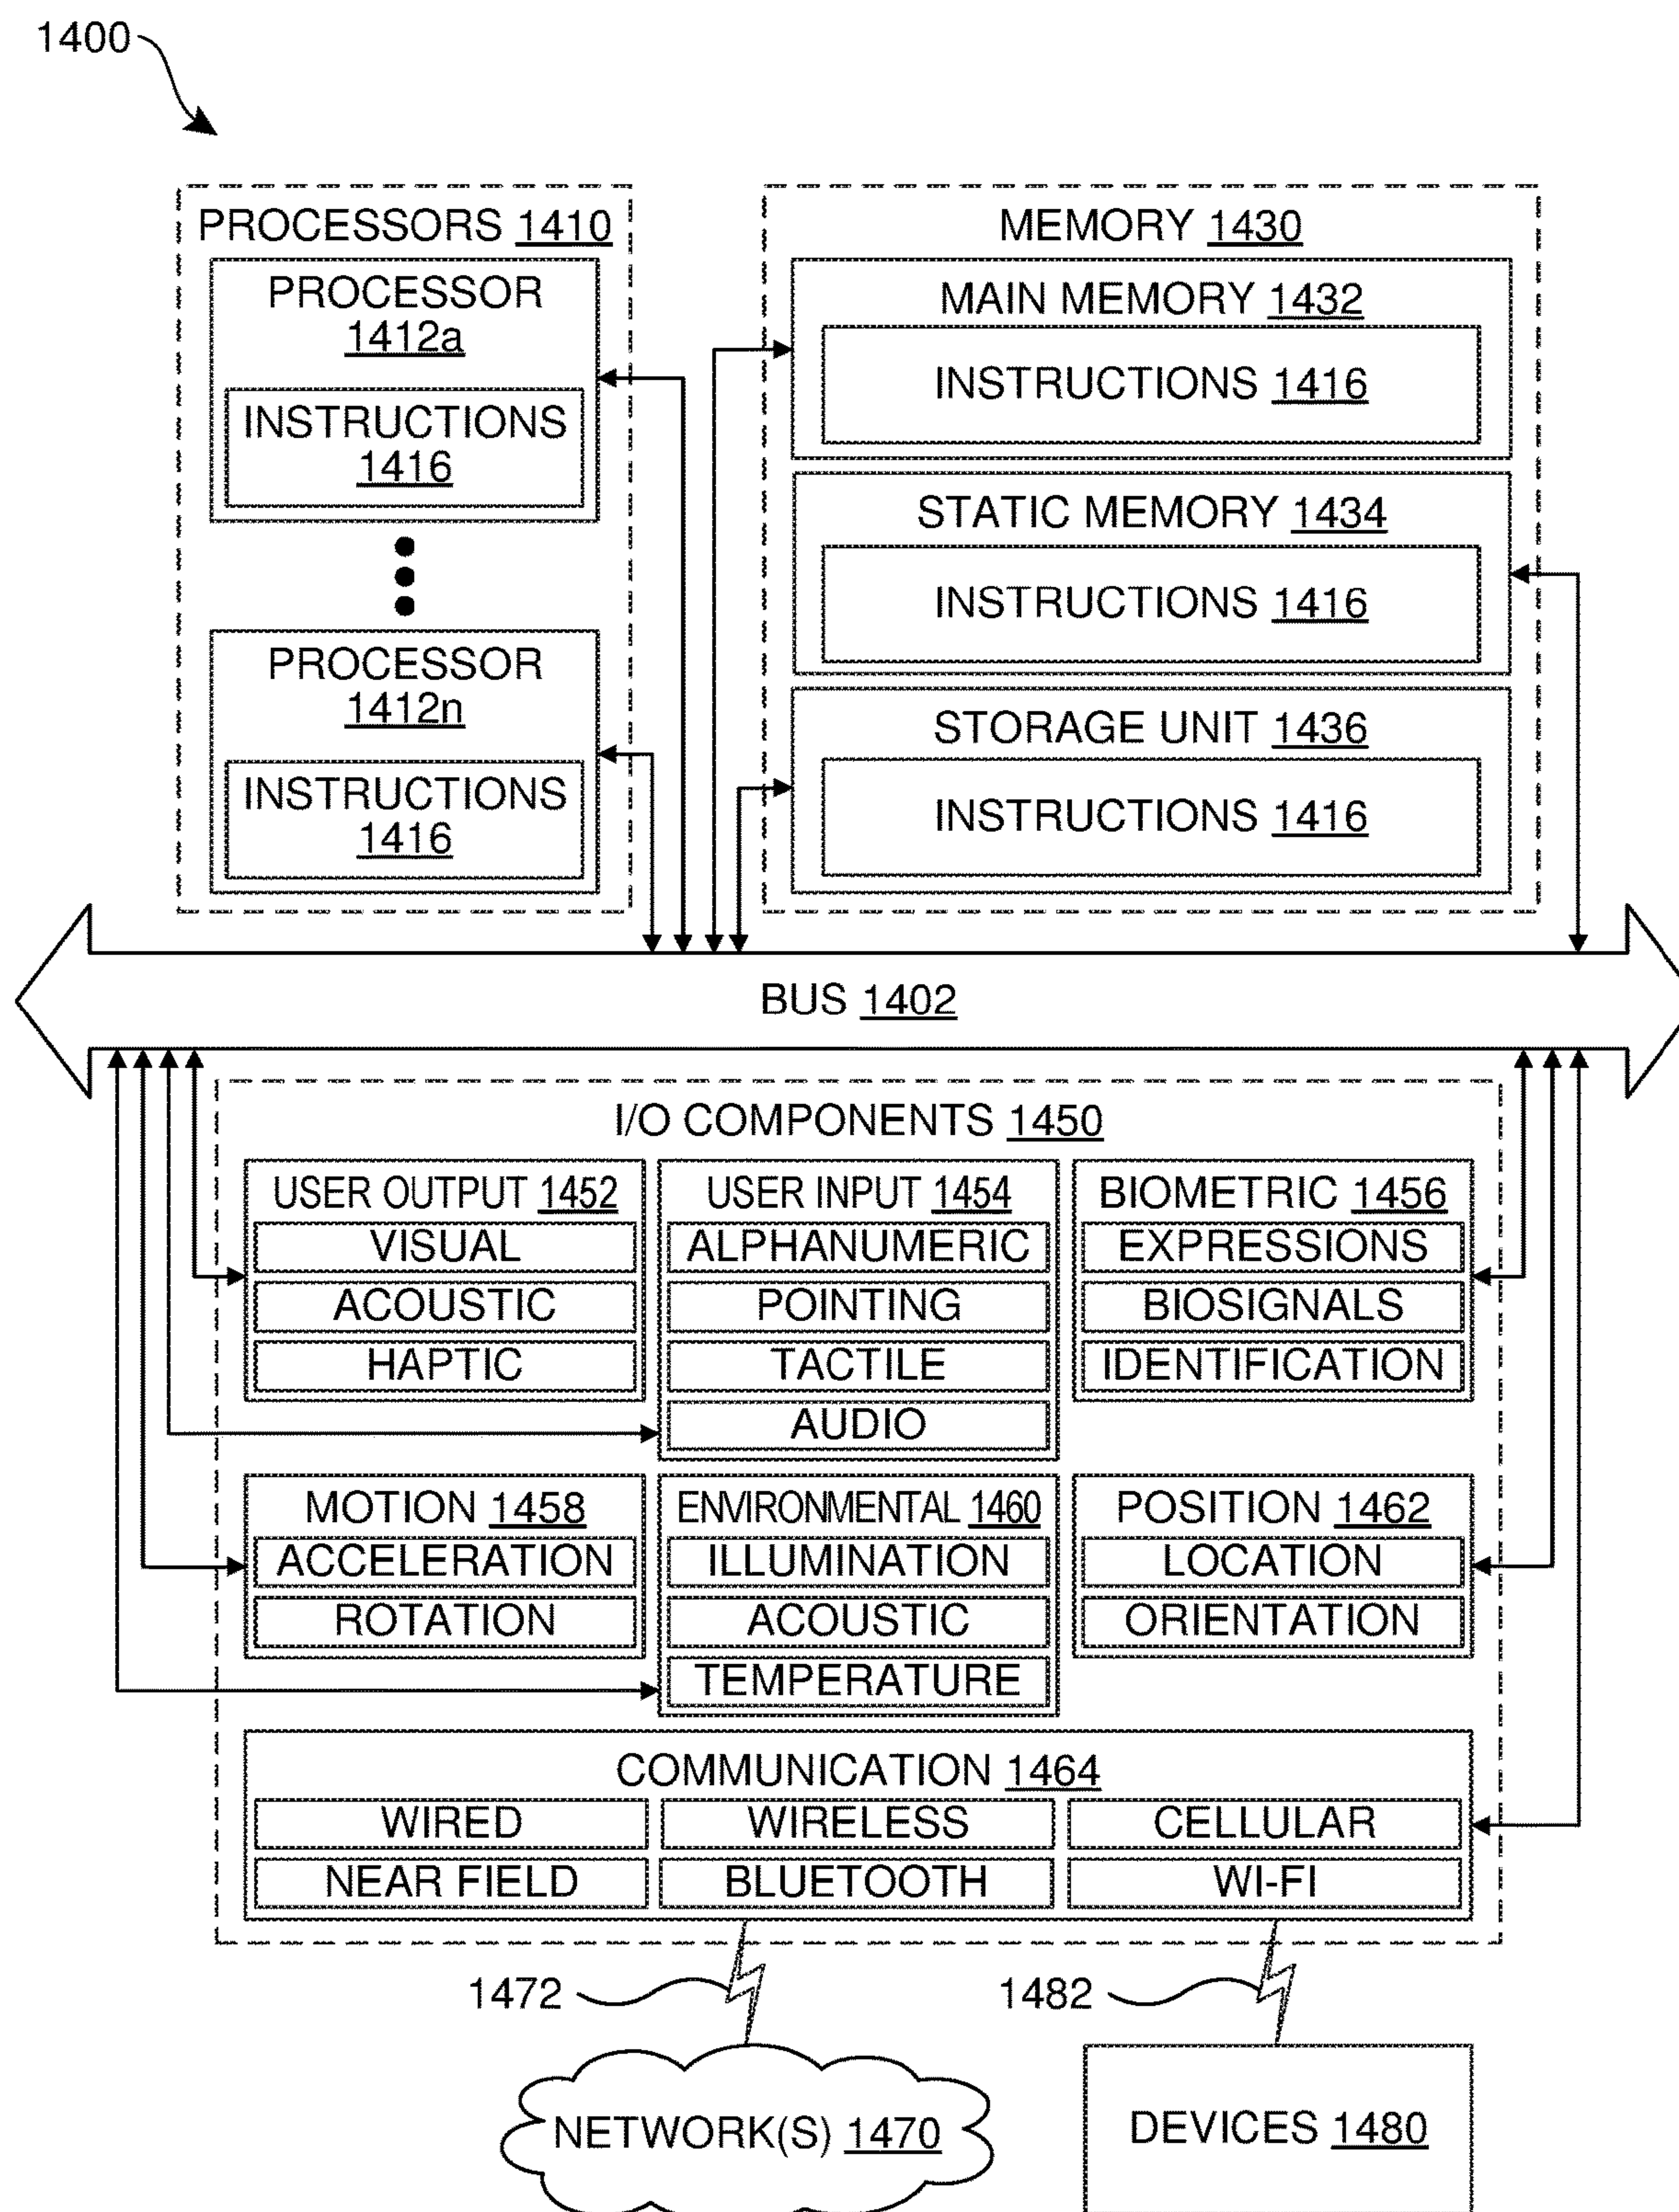 1400
PROCESSORS 1410
PROCESSOR
1412a
INSTRUCTIONS
1416
PROCESSOR
1412n
INSTRUCTIONS
1416
MEMORY 1430
MAIN MEMORY 1432
INSTRUCTIONS 1416
STATIC MEMORY 1434
INSTRUCTIONS 1416
STORAGE UNIT 1436
INSTRUCTIONS 1416
BUS 1402
I/O COMPONENTS 1450
USER OUTPUT 1452
VISUAL
ACOUSTIC
HAPTIC
USER INPUT 1454
ALPHANUMERIC
POINTING
TACTILE
AUDIO
BIOMETRIC 1456
EXPRESSIONS
BIOSIGNALS
IDENTIFICATION
MOTION 1458
ACCELERATION
ROTATION
ENVIRONMENTAL 1460
ILLUMINATION
ACOUSTIC
TEMPERATURE
POSITION 1462
LOCATION
ORIENTATION
COMMUNICATION 1464
WIRED
WIRELESS
CELLULAR
NEAR FIELD
BLUETOOTH
WI-FI
1472
1482
NETWORK(S) 1470
DEVICES 1480